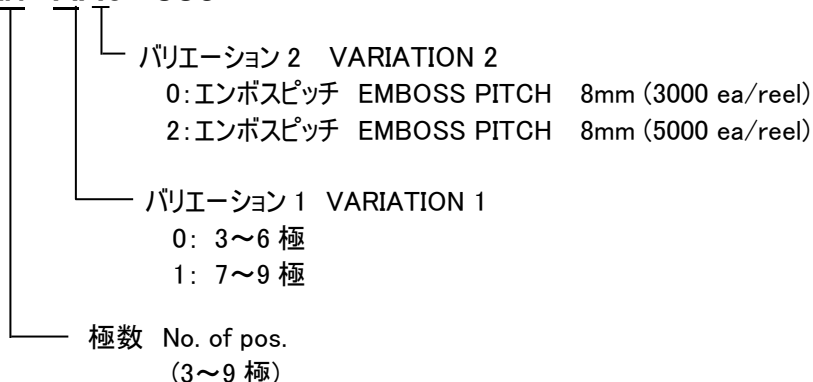 バリエーション 2 VARIATION 2
0：エンボスピッチ EMBOSS PITCH 8mm (3000 ea/reel)
2：エンボスピッチ EMBOSS PITCH 8mm (5000 ea/reel)
バリエーション 1 VARIATION 1
0： 3～6 極
1： 7～9 極
極数 No. of pos.
(3～9 極)